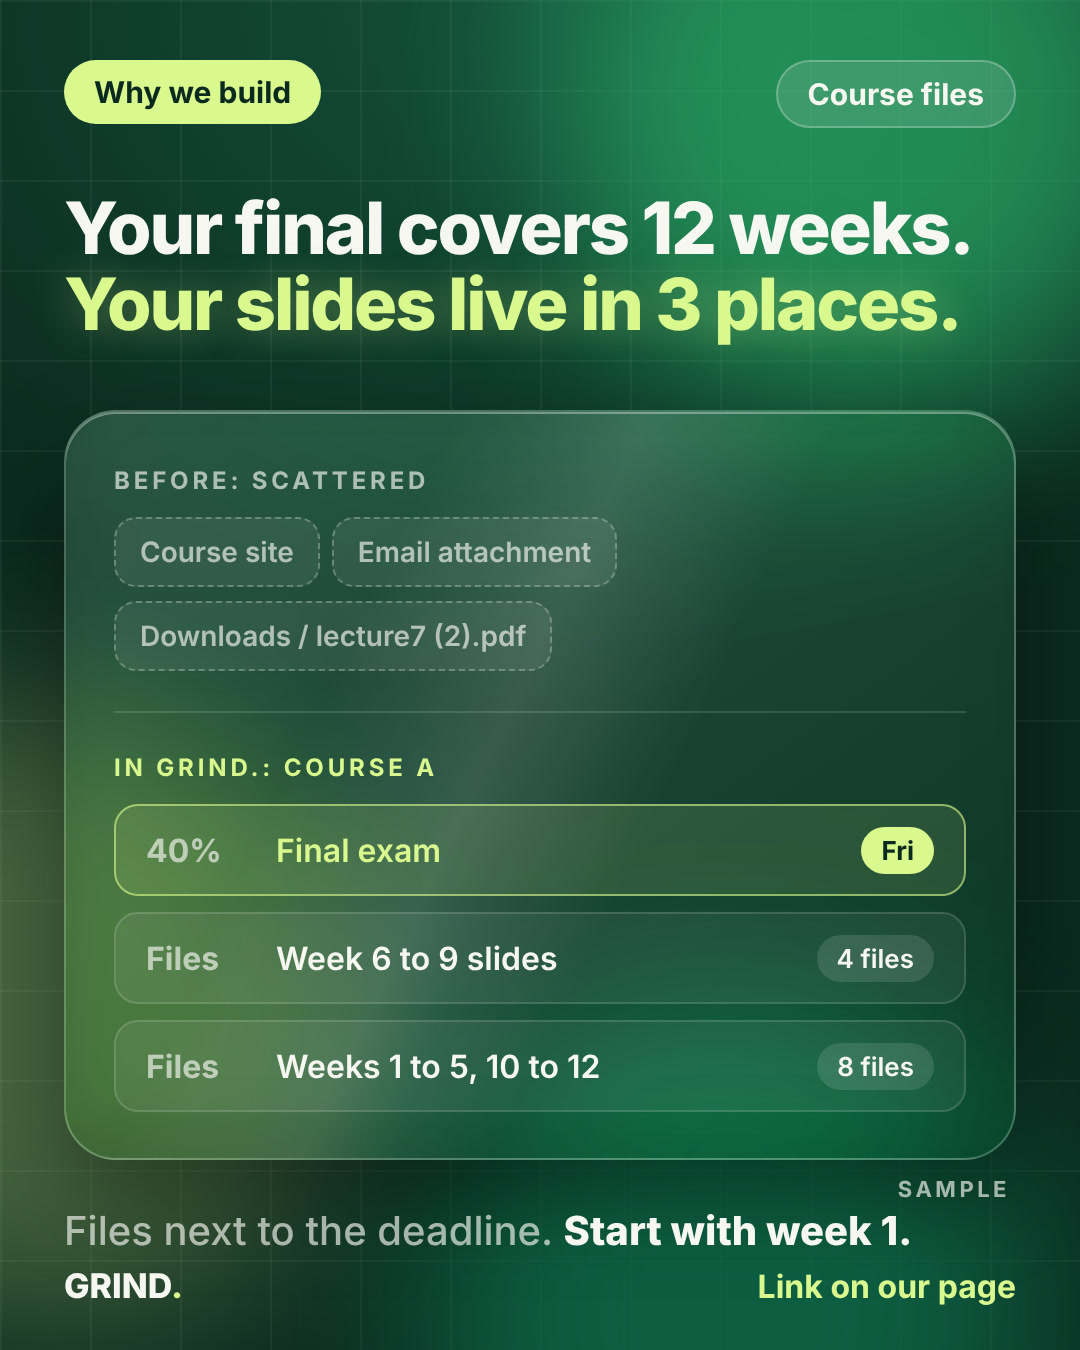 Why we build
Course files
Your final covers 12 weeks.
Your slides live in 3 places.
BEFORE: SCATTERED
Course site
Email attachment
Downloads / lecture7 (2).pdf
IN GRIND.: COURSE A
40% Final exam Fri
Files Week 6 to 9 slides 4 files
Files Weeks 1 to 5, 10 to 12 8 files
SAMPLE
Files next to the deadline. Start with week 1.
GRIND.
Link on our page